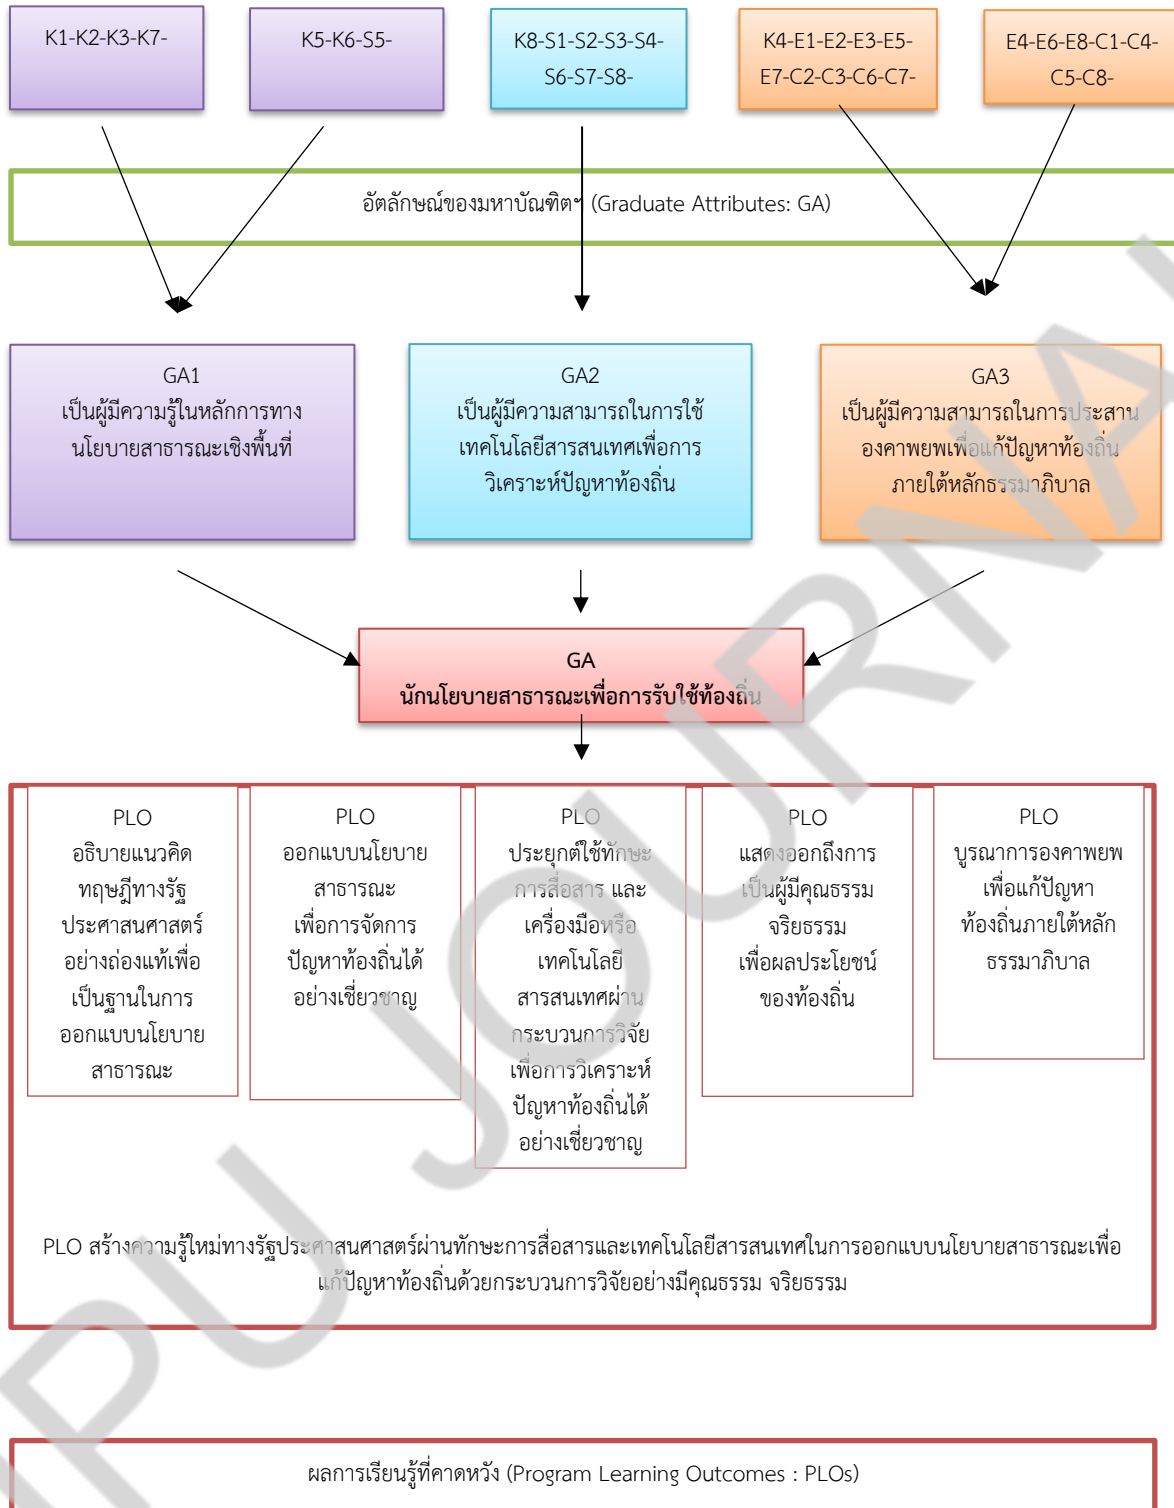 K1-K2-K3-K7-
K5-K6-S5-
K8-S1-S2-S3-S4-
S6-S7-S8-
K4-E1-E2-E3-E5-
E7-C2-C3-C6-C7-
E4-E6-E8-C1-C4-
C5-C8-
อัตลักษณ์ของมหาบัณฑิตฯ (Graduate Attributes: GA)
GA1
เป็นผู้มีความรู้ในหลักการทาง
นโยบายสาธารณะเชิงพื้นที่
GA2
เป็นผู้มีความสามารถในการใช้
เทคโนโลยีสารสนเทศเพื่อการ
วิเคราะห์ปัญหาท้องถิ่น
GA3
เป็นผู้มีความสามารถในการประสาน
องคาพยพเพื่อแก้ปัญหาท้องถิ่น
ภายใต้หลักธรรมาภิบาล
GA
นักนโยบายสาธารณะเพื่อการรับใช้ท้องถิ่น
PLO
อธิบายแนวคิด
ทฤษฎีทางรัฐ
ประศาสนศาสตร์
อย่างถ่องแท้เพื่อ
เป็นฐานในการ
ออกแบบนโยบาย
สาธารณะ
PLO
ออกแบบนโยบาย
สาธารณะ
เพื่อการจัดการ
ปัญหาท้องถิ่นได้
อย่างเชี่ยวชาญ
PLO
ประยุกต์ใช้ทักษะ
การสื่อสาร และ
เครื่องมือหรือ
เทคโนโลยี
สารสนเทศผ่าน
กระบวนการวิจัย
เพื่อการวิเคราะห์
ปัญหาท้องถิ่นได้
อย่างเชี่ยวชาญ
PLO
แสดงออกถึงการ
เป็นผู้มีคุณธรรม
จริยธรรม
เพื่อผลประโยชน์
ของท้องถิ่น
PLO
บูรณาการองคาพยพ
เพื่อแก้ปัญหา
ท้องถิ่นภายใต้หลัก
ธรรมาภิบาล
PLO สร้างความรู้ใหม่ทางรัฐประศาสนศาสตร์ผ่านทักษะการสื่อสารและเทคโนโลยีสารสนเทศในการออกแบบนโยบายสาธารณะเพื่อ
แก้ปัญหาท้องถิ่นด้วยกระบวนการวิจัยอย่างมีคุณธรรม จริยธรรม
ผลการเรียนรู้ที่คาดหวัง (Program Learning Outcomes : PLOs)
PU JOURNAL